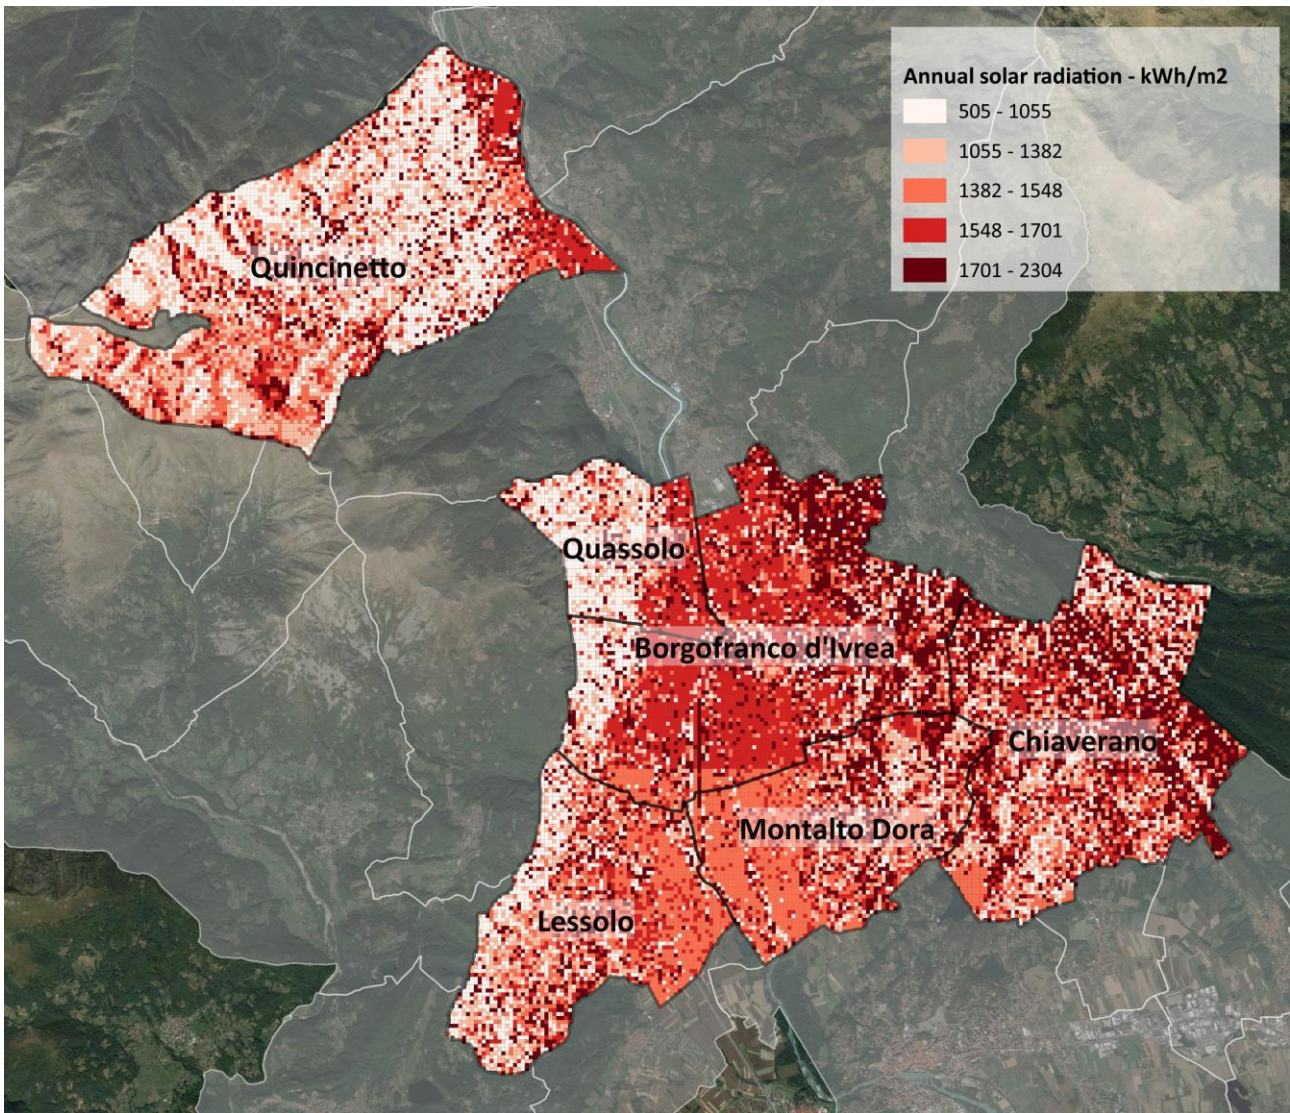 Annual solar radiation - kWh/m2
505 - 1055
1055 - 1382
1382 - 1548
1548 - 1701
1701 - 2304
Quincinetto
Quassolo
Borgofranco d'Ivrea
Chiaverano
Montalto Dora
Lessolo